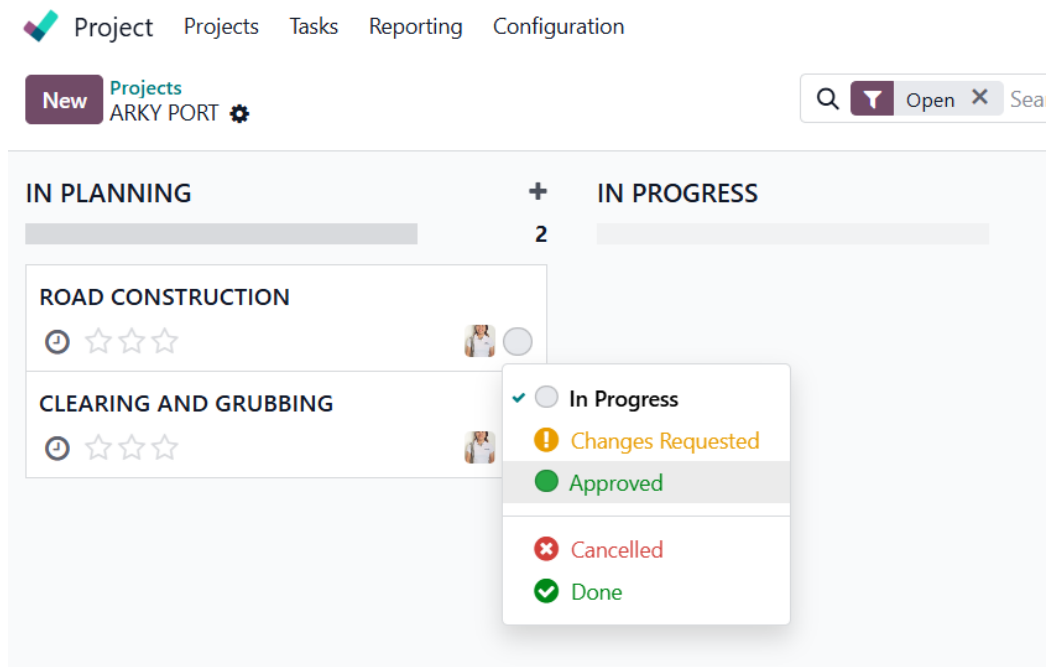 Project Projects Tasks Reporting Configuration
New Projects
ARKY PORT
Open Sear
IN PLANNING
2
IN PROGRESS
ROAD CONSTRUCTION
CLEARING AND GRUBBING
In Progress
Changes Requested
Approved
Cancelled
Done